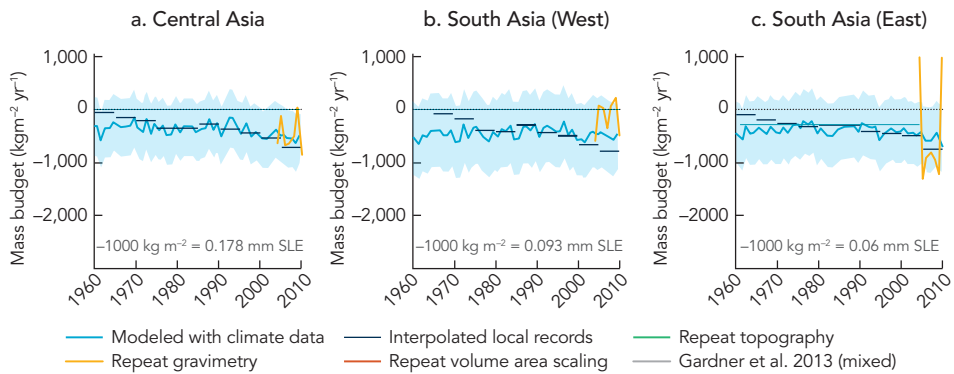 a. Central Asia
b. South Asia (West)
c. South Asia (East)
Mass budget (kgm⁻² yr⁻¹)
1,000
0
–1,000
–2,000
–1000 kg m⁻² = 0.178 mm SLE
1960
1970
1980
1990
2000
2010
Mass budget (kgm⁻² yr⁻¹)
1,000
0
–1,000
–2,000
–1000 kg m⁻² = 0.093 mm SLE
1960
1970
1980
1990
2000
2010
Mass budget (kgm⁻² yr⁻¹)
1,000
0
–1,000
–2000
–1000 kg m⁻² = 0.06 mm SLE
1960
1970
1980
1990
2000
2010
Modeled with climate data
Interpolated local records
Repeat topography
Repeat gravimetry
Repeat volume area scaling
Gardner et al. 2013 (mixed)